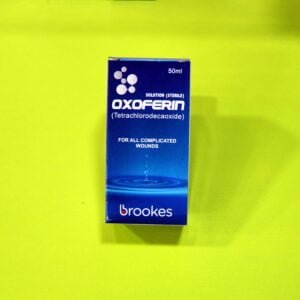 50ml
SOLUTION (STERILE)
OXOFERIN
(Tetrachlorodecaoxide)
FOR ALL COMPLICATED
WOUNDS
brookes